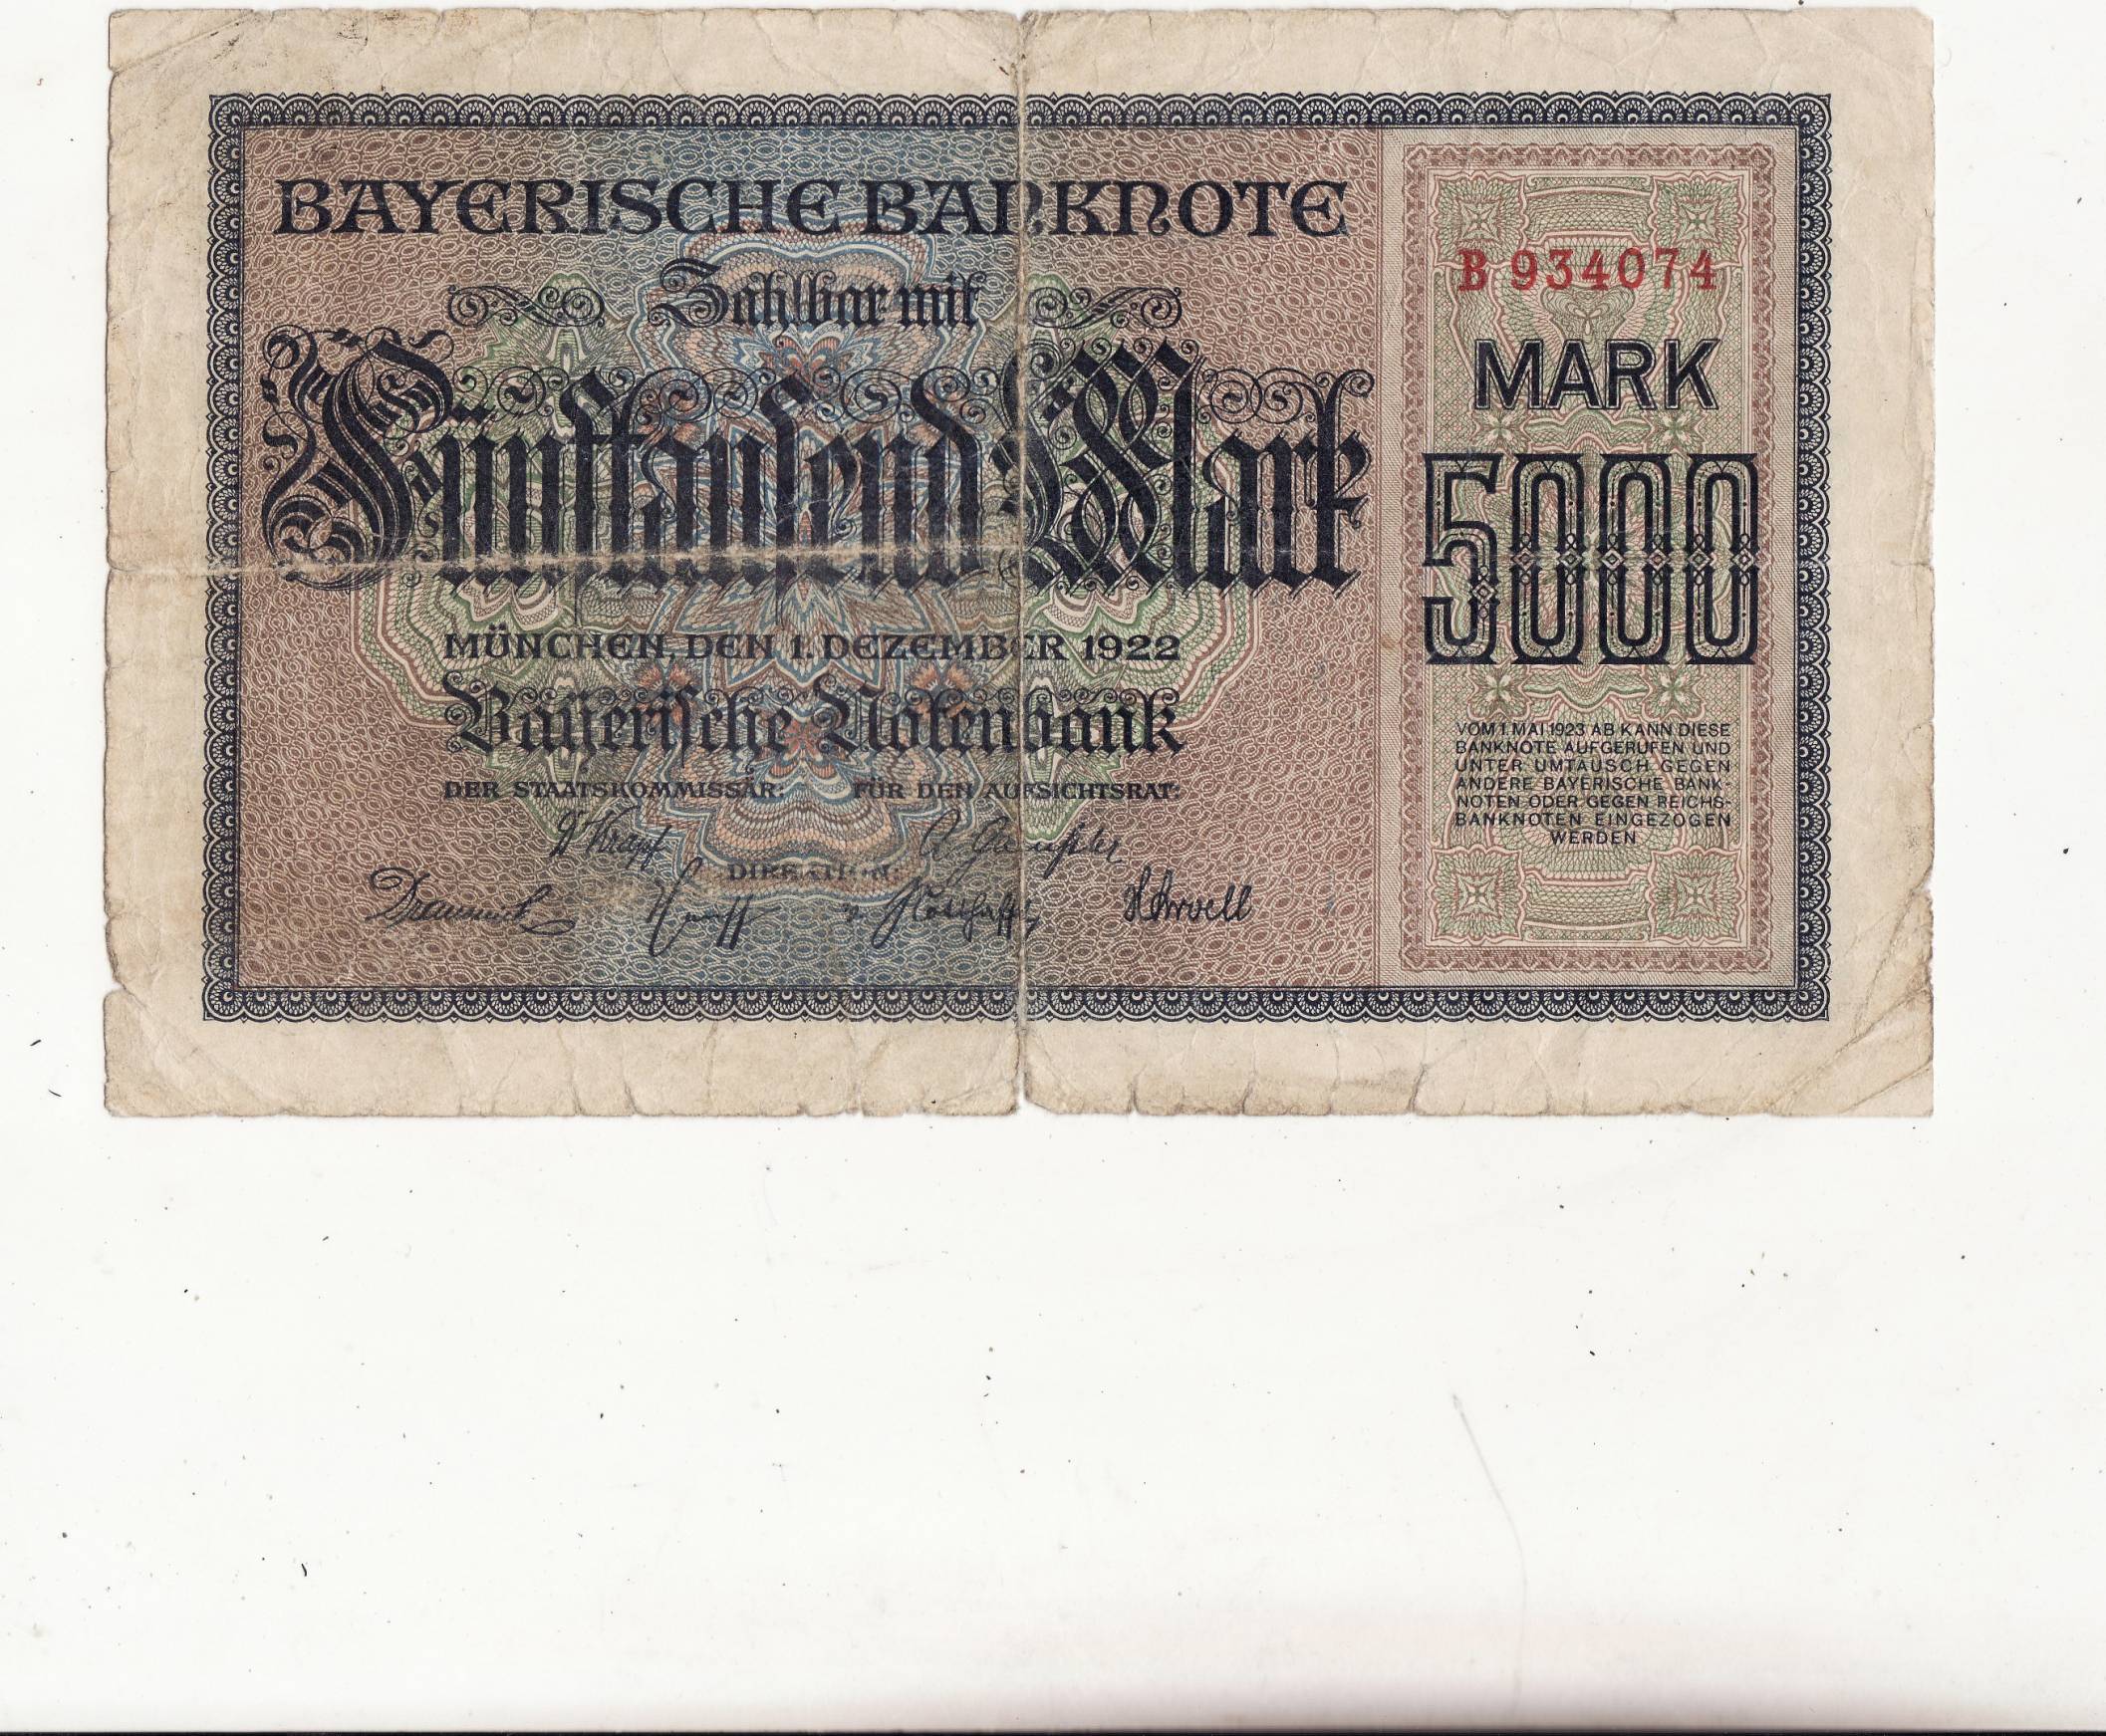 BAYERISCHE BANKNOTE
Zahlbar mit
Fünftausend Mark
MÜNCHEN, DEN 1. DEZEMBER 1922
Bayerische Notenbank
DER STAATSKOMMISSÄR: FÜR DEN AUFSICHTSRAT:
DIREKTION:
B 934074
MARK
5000
VOM 1. MAI 1923 AB KANN DIESE
BANKNOTE AUFGERUFEN UND
UNTER UMTAUSCH GEGEN
ANDERE BAYERISCHE BANK-
NOTEN ODER GEGEN REICHS-
BANKNOTEN EINGEZOGEN
WERDEN